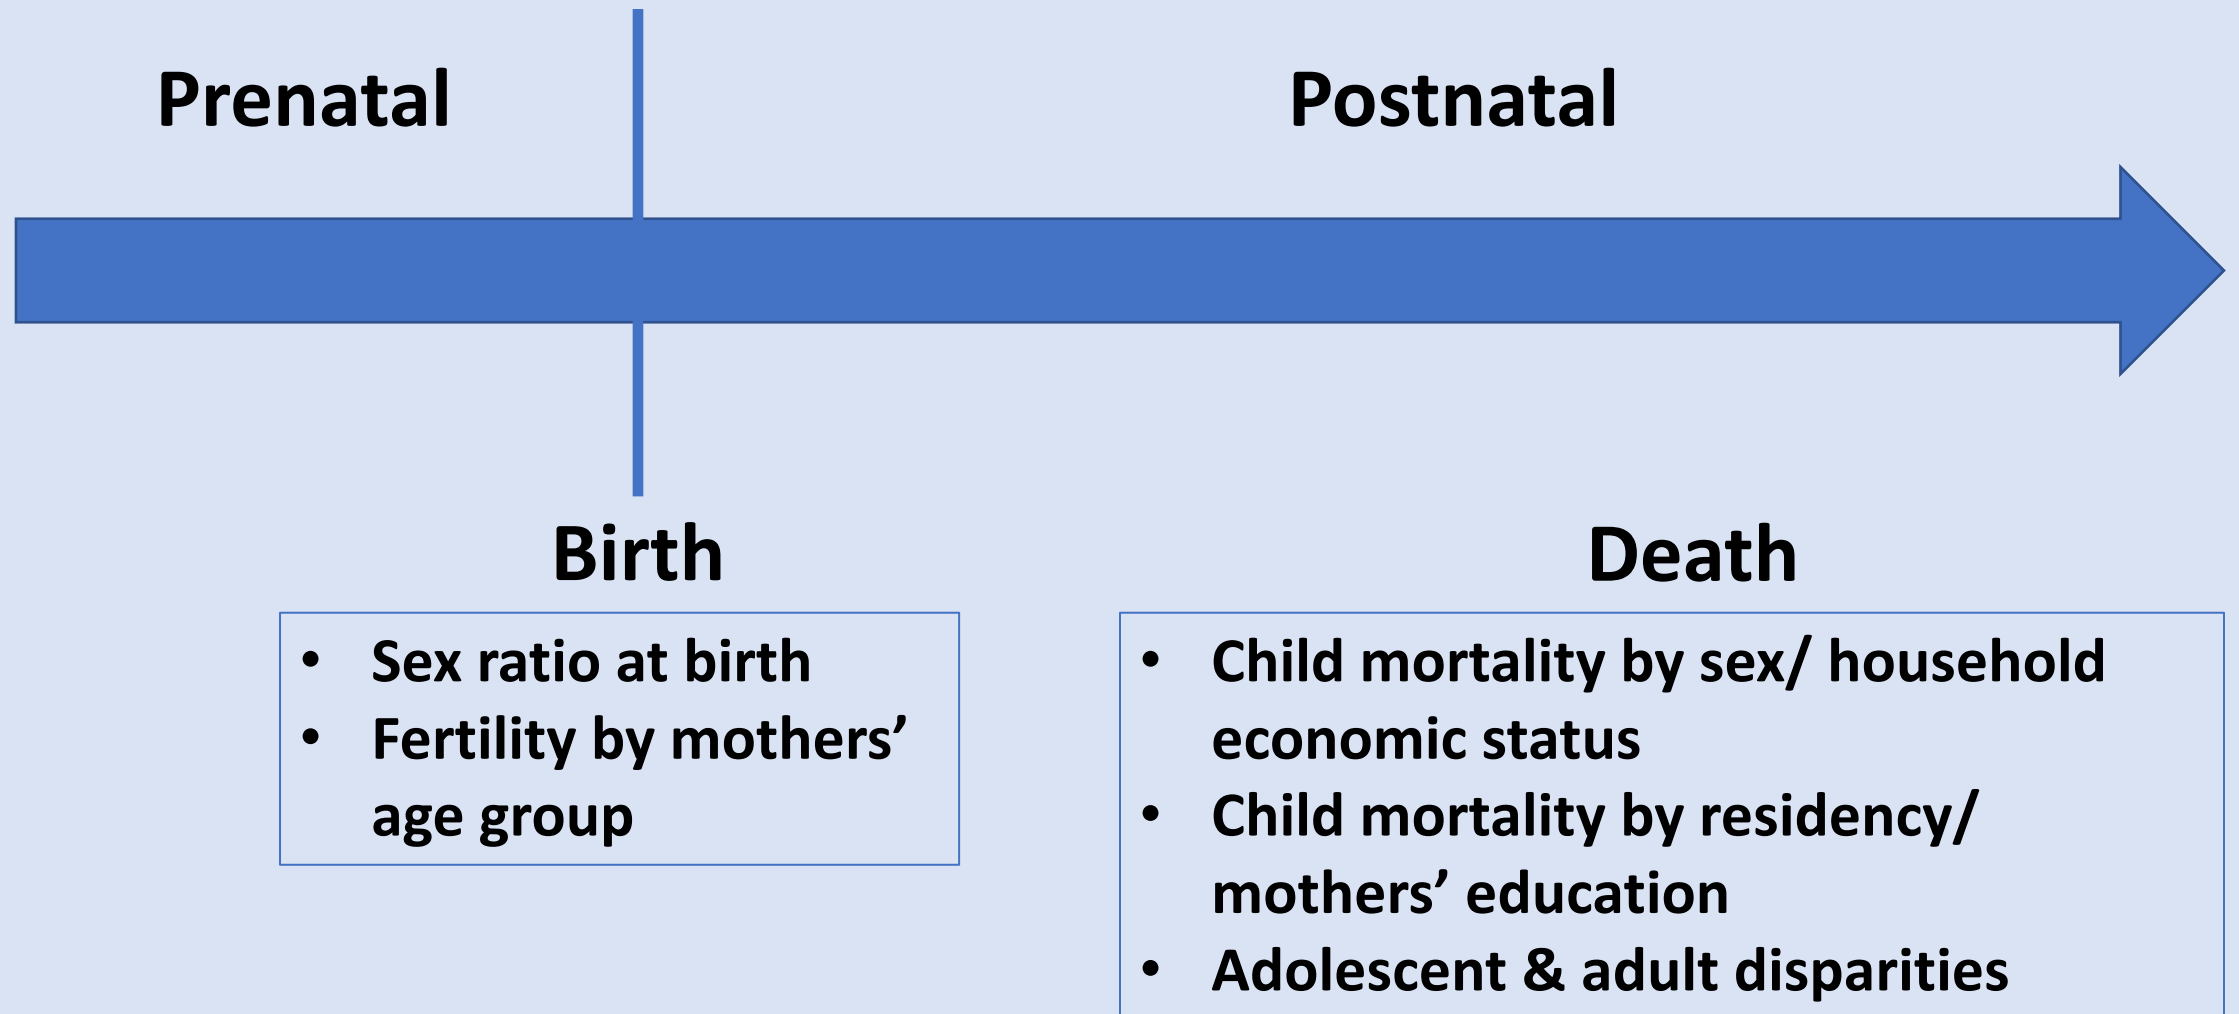 Prenatal
Postnatal
Birth
• Sex ratio at birth
• Fertility by mothers’
age group
Death
• Child mortality by sex/ household
economic status
• Child mortality by residency/
mothers’ education
• Adolescent & adult disparities